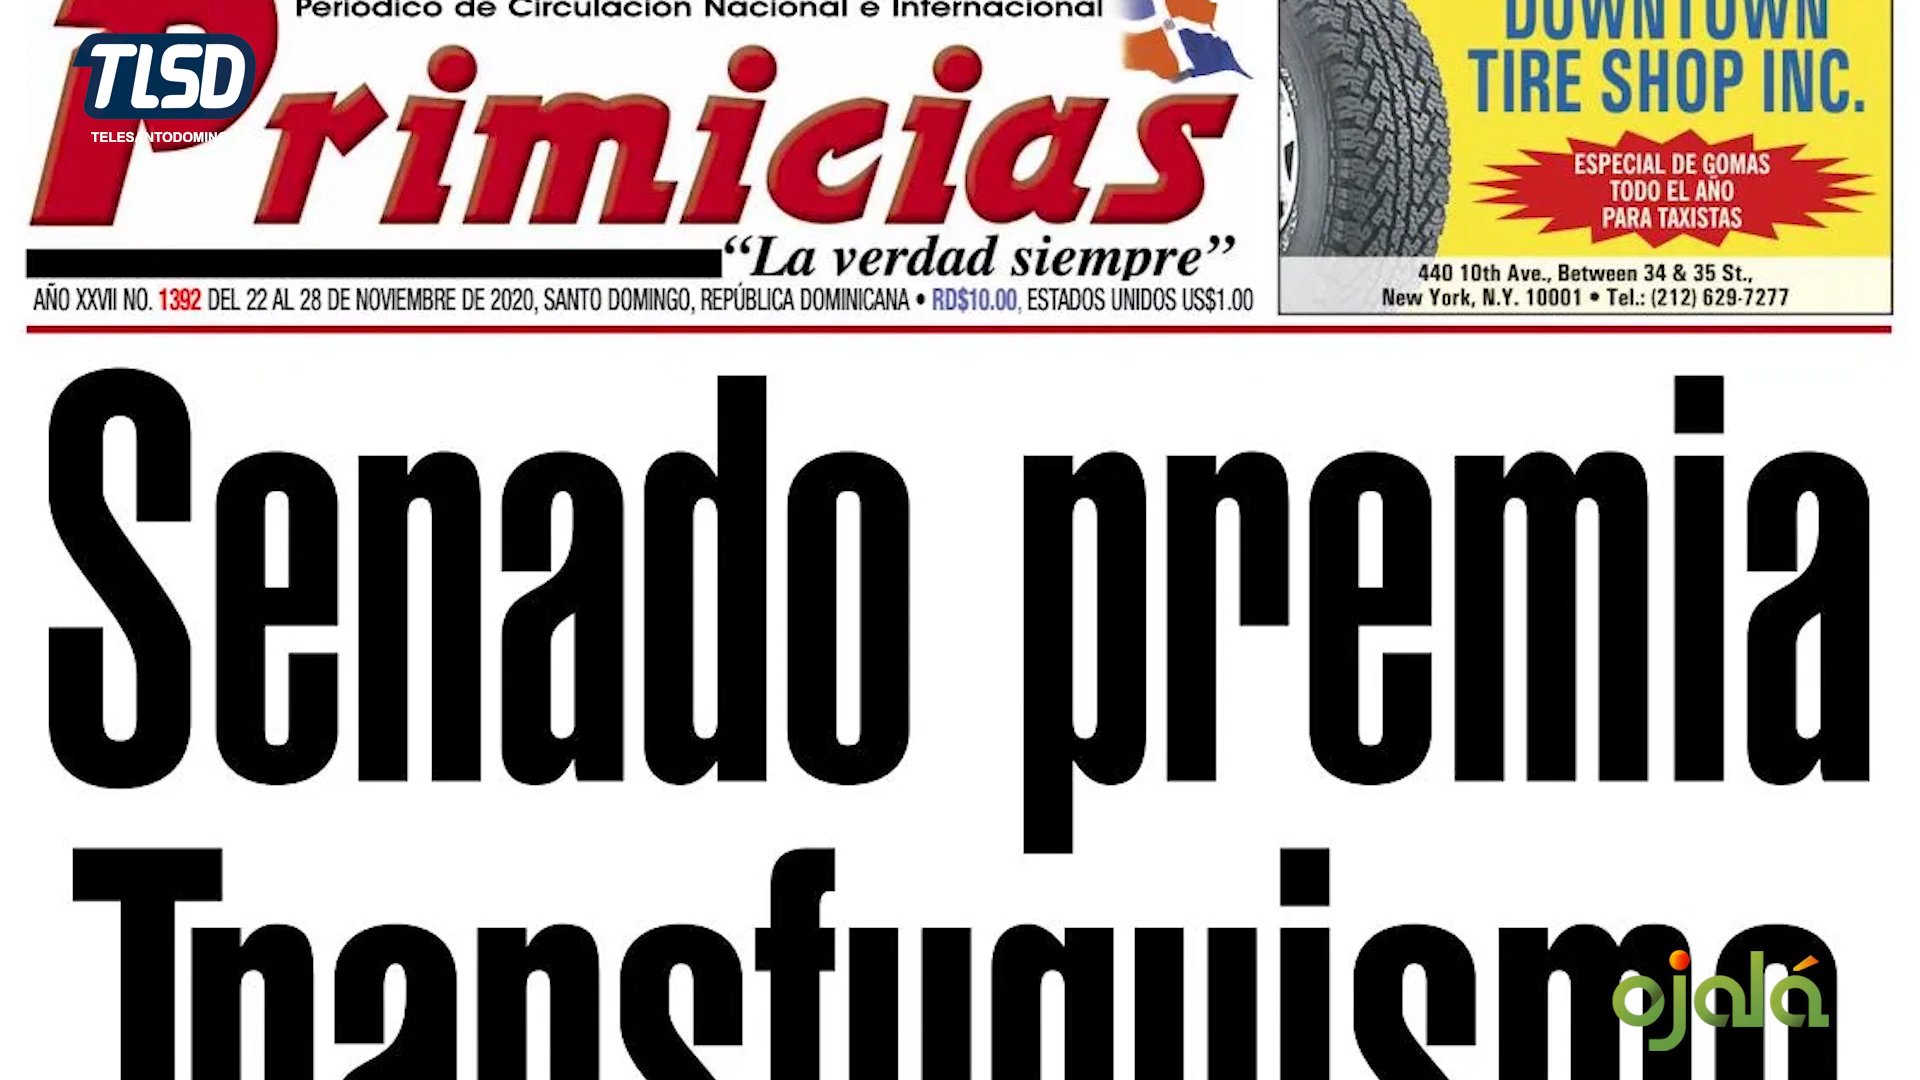 Periódico de Circulación Nacional e Internacional
Primicias
TLSD
"La verdad siempre"
AÑO XXVII NO. 1392 DEL 22 AL 28 DE NOVIEMBRE DE 2020, SANTO DOMINGO, REPÚBLICA DOMINICANA • RD$10.00, ESTADOS UNIDOS US$1.00
DOWNTOWN
TIRE SHOP INC.
ESPECIAL DE GOMAS
TODO EL AÑO
PARA TAXISTAS
440 10th Ave., Between 34 & 35 St.,
New York, N.Y. 10001 • Tel.: (212) 629-7277
Senado premia
Transfuguismo
ojalá